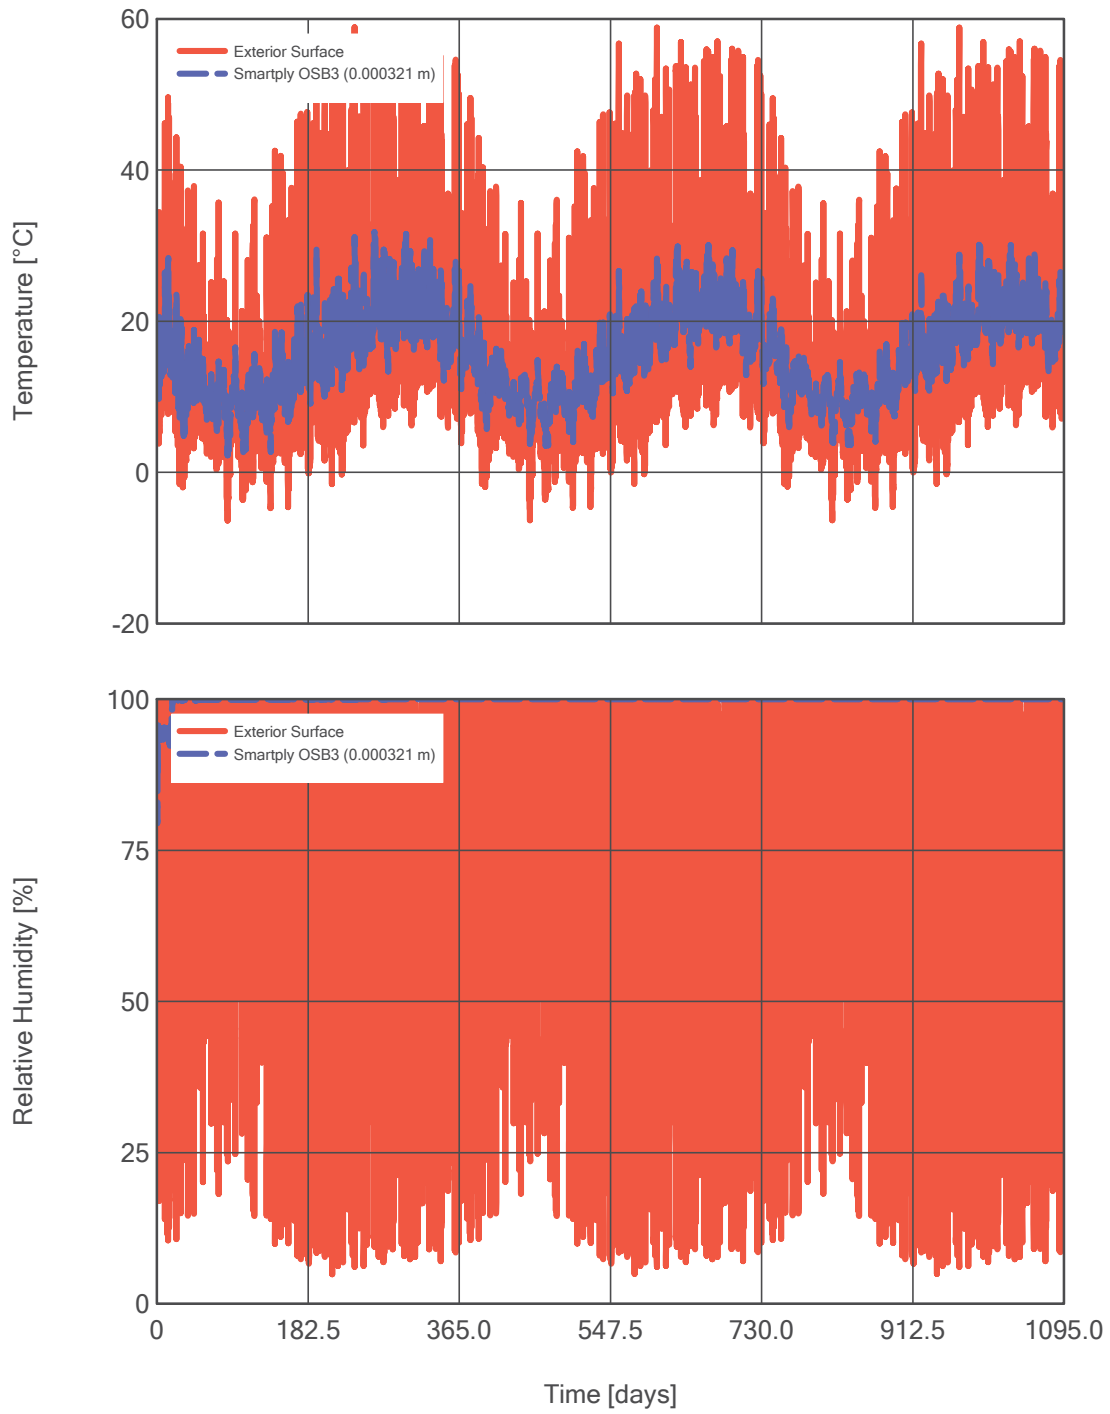 60
Exterior Surface
Smartply OSB3 (0.000321 m)
40
Temperature [°C]
20
0
-20
100
Exterior Surface
Smartply OSB3 (0.000321 m)
75
Relative Humidity [%]
50
25
0
0 182.5 365.0 547.5 730.0 912.5 1095.0
Time [days]